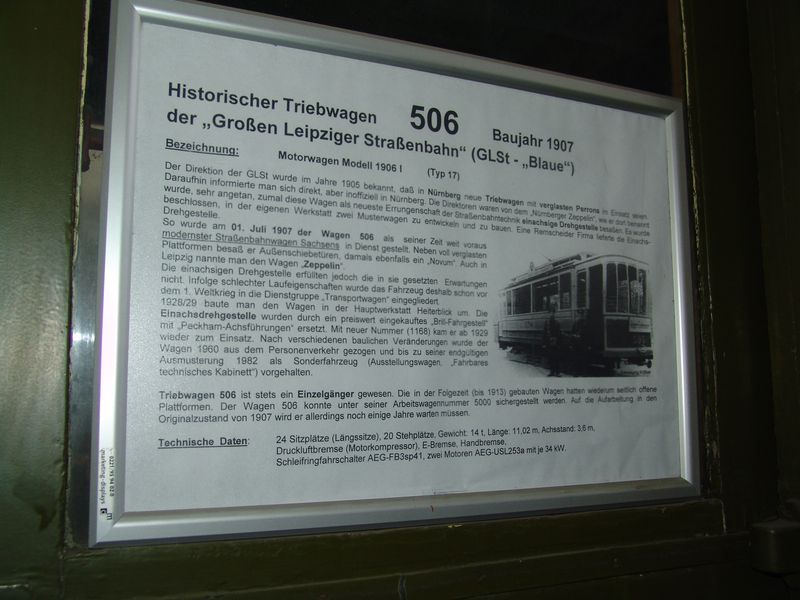 Historischer Triebwagen 506 Baujahr 1907
der „Großen Leipziger Straßenbahn“ (GLSt - „Blaue“)
Bezeichnung: Motorwagen Modell 1906 I (Typ 17)
Der Direktion der GLSt wurde im Jahre 1905 bekannt, daß in Nürnberg neue Triebwagen mit verglasten Perrons im Einsatz seien.
Daraufhin informierte man sich direkt, aber inoffiziell in Nürnberg. Die Direktoren waren von dem „Nürnberger Zeppelin“, wie er dort benannt
wurde, sehr angetan, zumal diese Wagen als neueste Errungenschaft der Straßenbahntechnik einachsige Drehgestelle besaßen. Es wurde
beschlossen, in der eigenen Werkstatt zwei Musterwagen zu entwickeln und zu bauen. Eine Remscheider Firma lieferte die Einachs-
Drehgestelle.
So wurde am 01. Juli 1907 der Wagen 506 als seiner Zeit weit voraus
modernster Straßenbahnwagen Sachsens in Dienst gestellt. Neben voll verglasten
Plattformen besaß er Außenschiebetüren, damals ebenfalls ein „Novum“. Auch in
Leipzig nannte man den Wagen „Zeppelin“.
Die einachsigen Drehgestelle erfüllten jedoch die in sie gesetzten Erwartungen
nicht. Infolge schlechter Laufeigenschaften wurde das Fahrzeug deshalb schon vor
dem 1. Weltkrieg in die Dienstgruppe „Transportwagen“ eingegliedert.
1928/29 baute man den Wagen in der Hauptwerkstatt Heiterblick um. Die
Einachsdrehgestelle wurden durch ein preiswert eingekauftes „Brill-Fahrgestell“
mit „Peckham-Achsführungen“ ersetzt. Mit neuer Nummer (1168) kam er ab 1929
wieder zum Einsatz. Nach verschiedenen baulichen Veränderungen wurde der
Wagen 1960 aus dem Personenverkehr gezogen und bis zu seiner endgültigen
Ausmusterung 1982 als Sonderfahrzeug (Ausstellungswagen, „Fahrbares
technisches Kabinett“) vorgehalten.
Triebwagen 506 ist stets ein Einzelgänger gewesen. Die in der Folgezeit (bis 1913) gebauten Wagen hatten wiederum seitlich offene
Plattformen. Der Wagen 506 konnte unter seiner Arbeitswagennummer 5000 sichergestellt werden. Auf die Aufarbeitung in den
Originalzustand von 1907 wird er allerdings noch einige Jahre warten müssen.
Technische Daten: 24 Sitzplätze (Längssitze), 20 Stehplätze, Gewicht: 14 t, Länge: 11,02 m, Achsstand: 3,6 m,
Druckluftbremse (Motorkompressor), E-Bremse, Handbremse,
Schleifringfahrschalter AEG-FB3sp41, zwei Motoren AEG-USL253a mit je 34 kW.